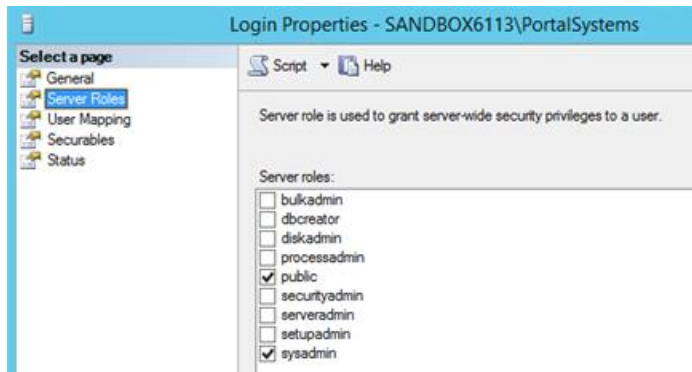 Login Properties - SANDBOX6113\PortalSystems
Select a page
General
Server Roles
User Mapping
Securables
Status
Script Help
Server role is used to grant server-wide security privileges to a user.
Server roles:
bulkadmin
dbcreator
diskadmin
processadmin
public
securityadmin
serveradmin
setupadmin
sysadmin